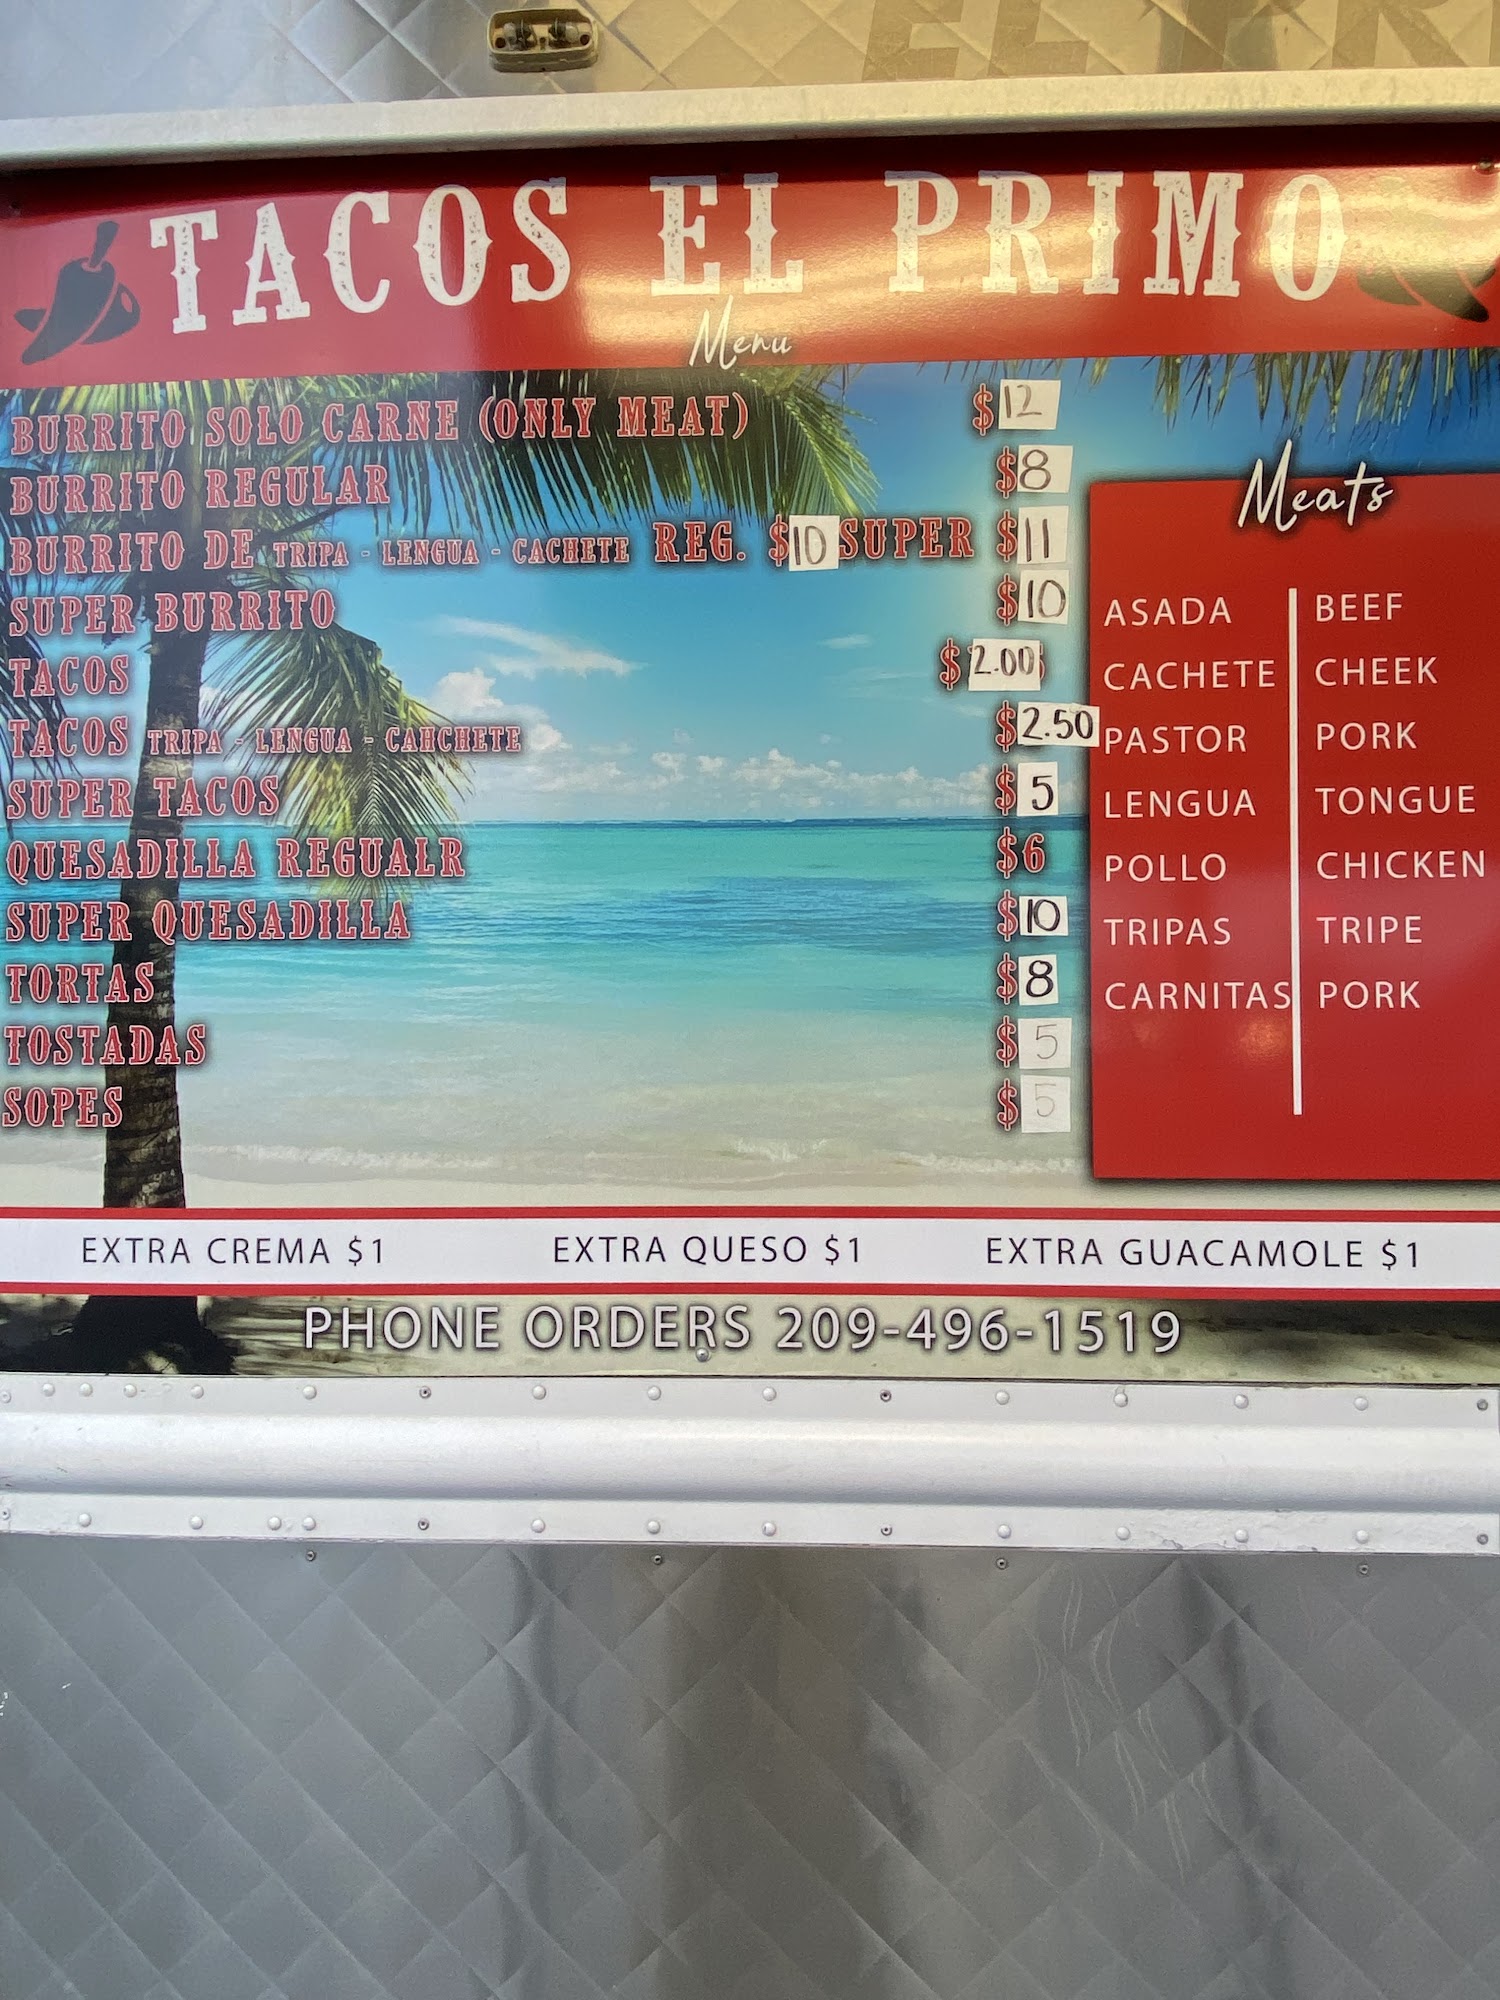 EL PR
TACOS EL PRIMO
Menu
BURRITO SOLO CARNE (ONLY MEAT) $12
BURRITO REGULAR $8
BURRITO DE TRIPA - LENGUA - CACHETE REG. $10 SUPER $11
SUPER BURRITO $10
TACOS $2.00
TACOS TRIPA - LENGUA - CAHCHETE $2.50
SUPER TACOS $5
QUESADILLA REGUALR $6
SUPER QUESADILLA $10
TORTAS $8
TOSTADAS $5
SOPES $5
Meats
ASADA BEEF
CACHETE CHEEK
PASTOR PORK
LENGUA TONGUE
POLLO CHICKEN
TRIPAS TRIPE
CARNITAS PORK
EXTRA CREMA $1 EXTRA QUESO $1 EXTRA GUACAMOLE $1
PHONE ORDERS 209-496-1519